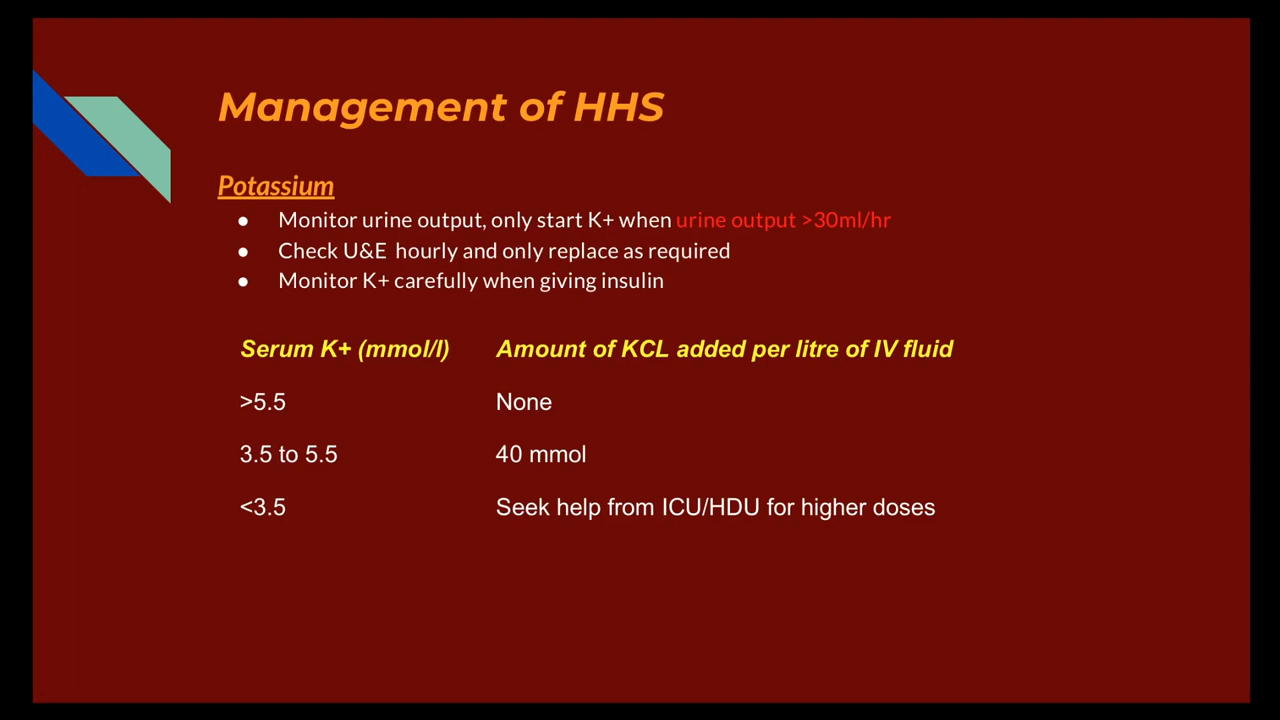 Management of HHS
Potassium
● Monitor urine output, only start K+ when urine output >30ml/hr
● Check U&E hourly and only replace as required
● Monitor K+ carefully when giving insulin
Serum K+ (mmol/l) Amount of KCL added per litre of IV fluid
>5.5 None
3.5 to 5.5 40 mmol
<3.5 Seek help from ICU/HDU for higher doses